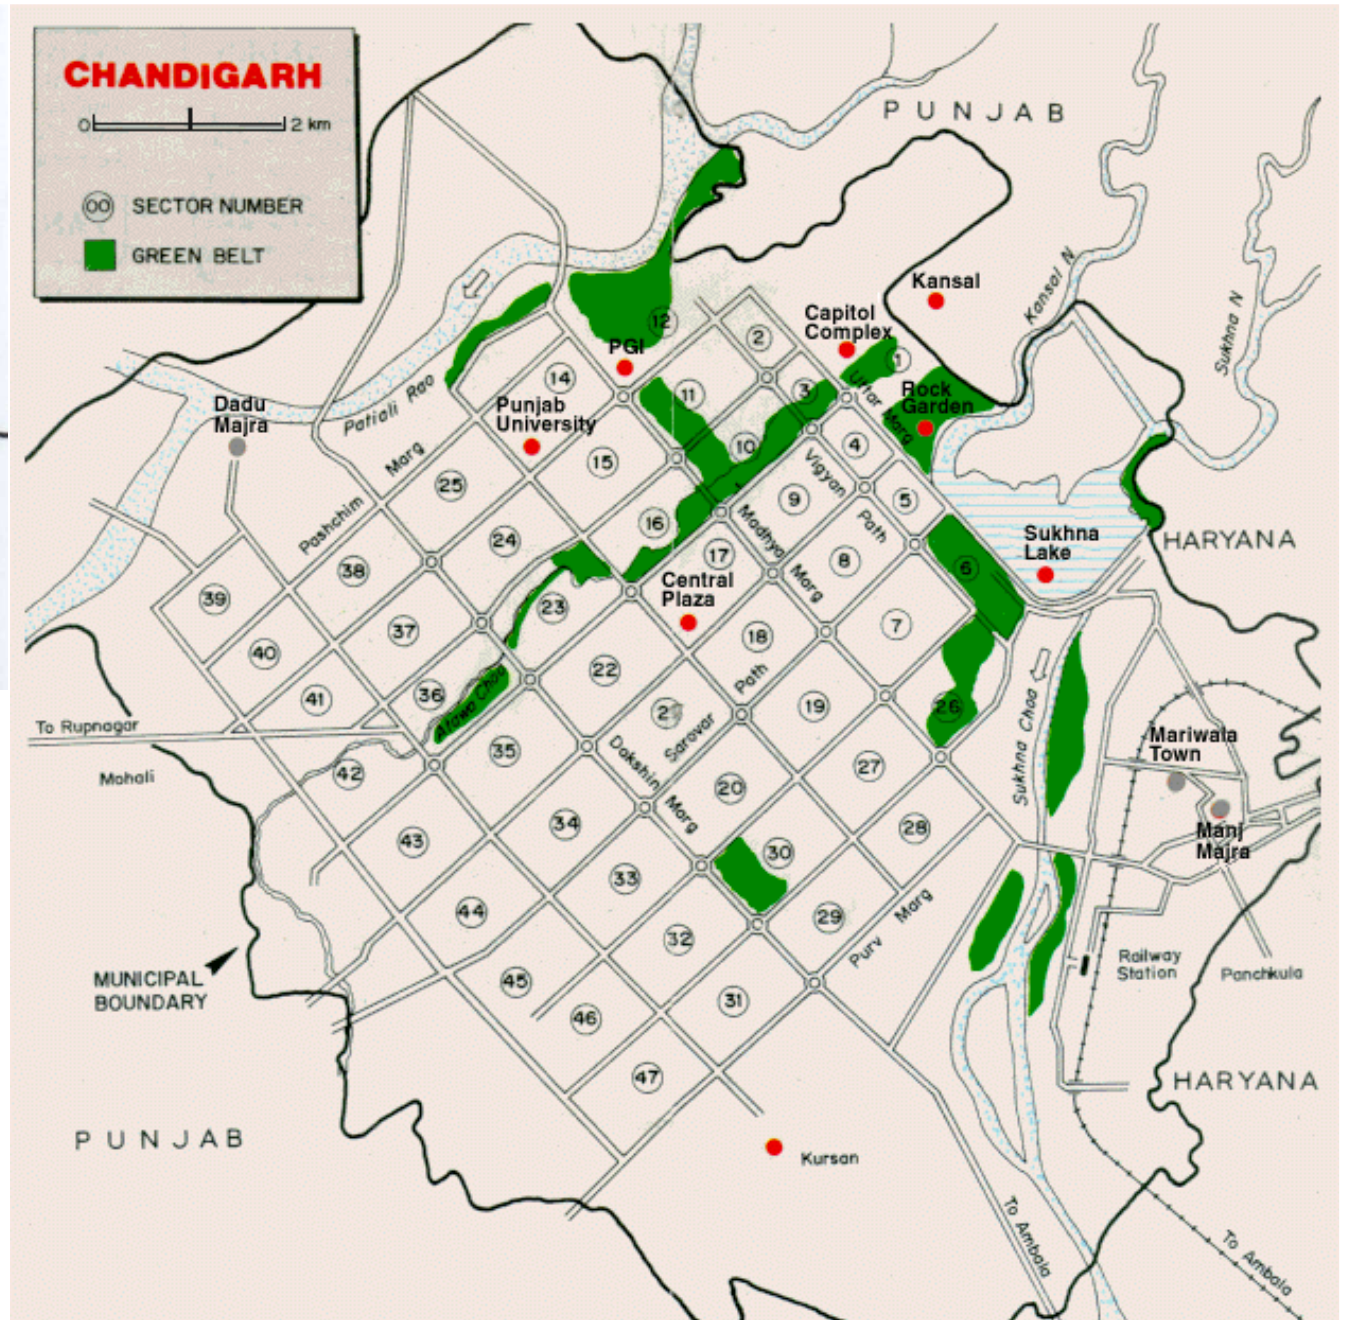 CHANDIGARH
0 2 km
00 SECTOR NUMBER
GREEN BELT
PUNJAB
Kansal
Kansal N
Sukhna N
Capitol
Complex
12
2
1
PGI
Uttar Marg
Rock
Garden
14
11
3
Patiali Rao
Dadu
Majra
Punjab
University
10
4
Marg
15
Vigyan
25
9
5
Pashchim
16
Madhya
Path
Sukhna
Lake
HARYANA
24
17
8
6
38
Central
Plaza
Marg
39
23
37
18
7
40
22
Path
36
41
Atawa Choe
2
Sarovar
19
26
To Rupnagar
Mohali
35
Dakshin
Sukhna Choa
Mariwala
Town
42
20
27
Marg
Manj
Majra
43
34
28
30
33
44
29
Marg
32
Purv
MUNICIPAL
BOUNDARY
45
Railway
Station
Panchkula
46
31
47
HARYANA
PUNJAB
Kursan
To Ambala
To Ambala